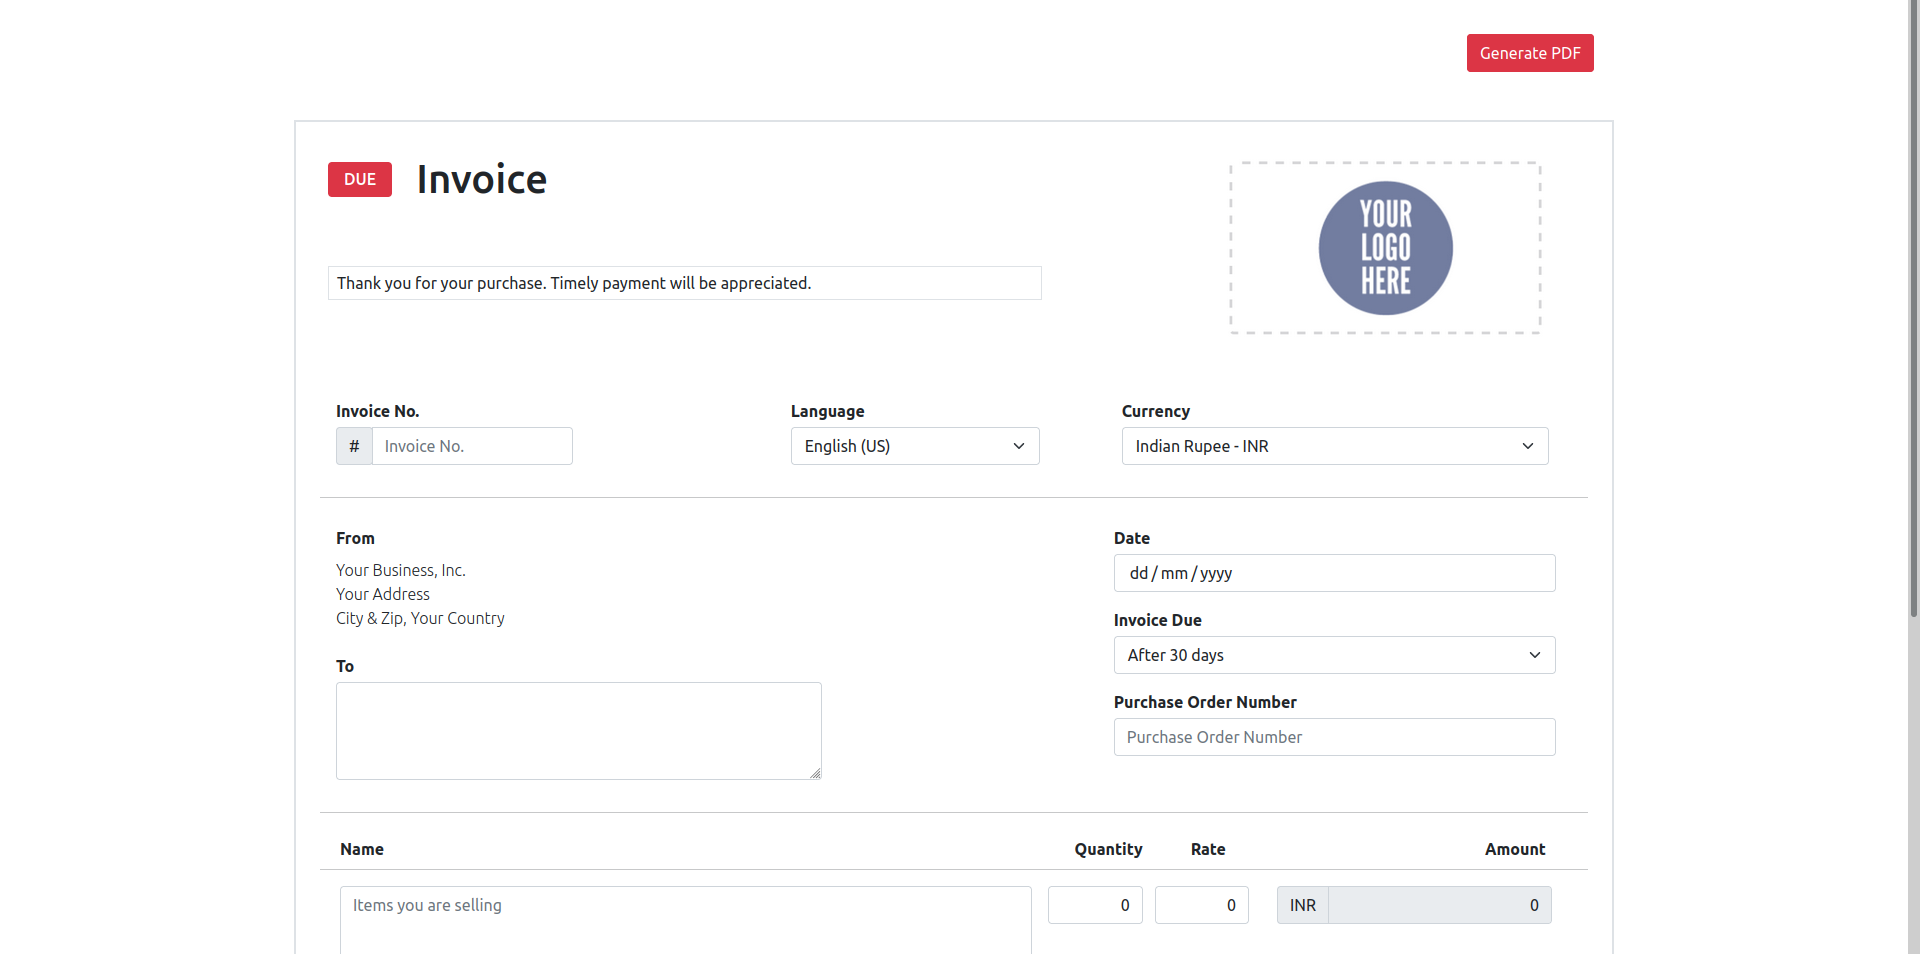 Generate PDF
DUE Invoice
YOUR
LOGO
HERE
Thank you for your purchase. Timely payment will be appreciated.
Invoice No. Language Currency
# Invoice No. English (US) Indian Rupee - INR
From
Your Business, Inc.
Your Address
City & Zip, Your Country
To
Date
dd / mm / yyyy
Invoice Due
After 30 days
Purchase Order Number
Purchase Order Number
Name Quantity Rate Amount
Items you are selling 0 0 INR 0